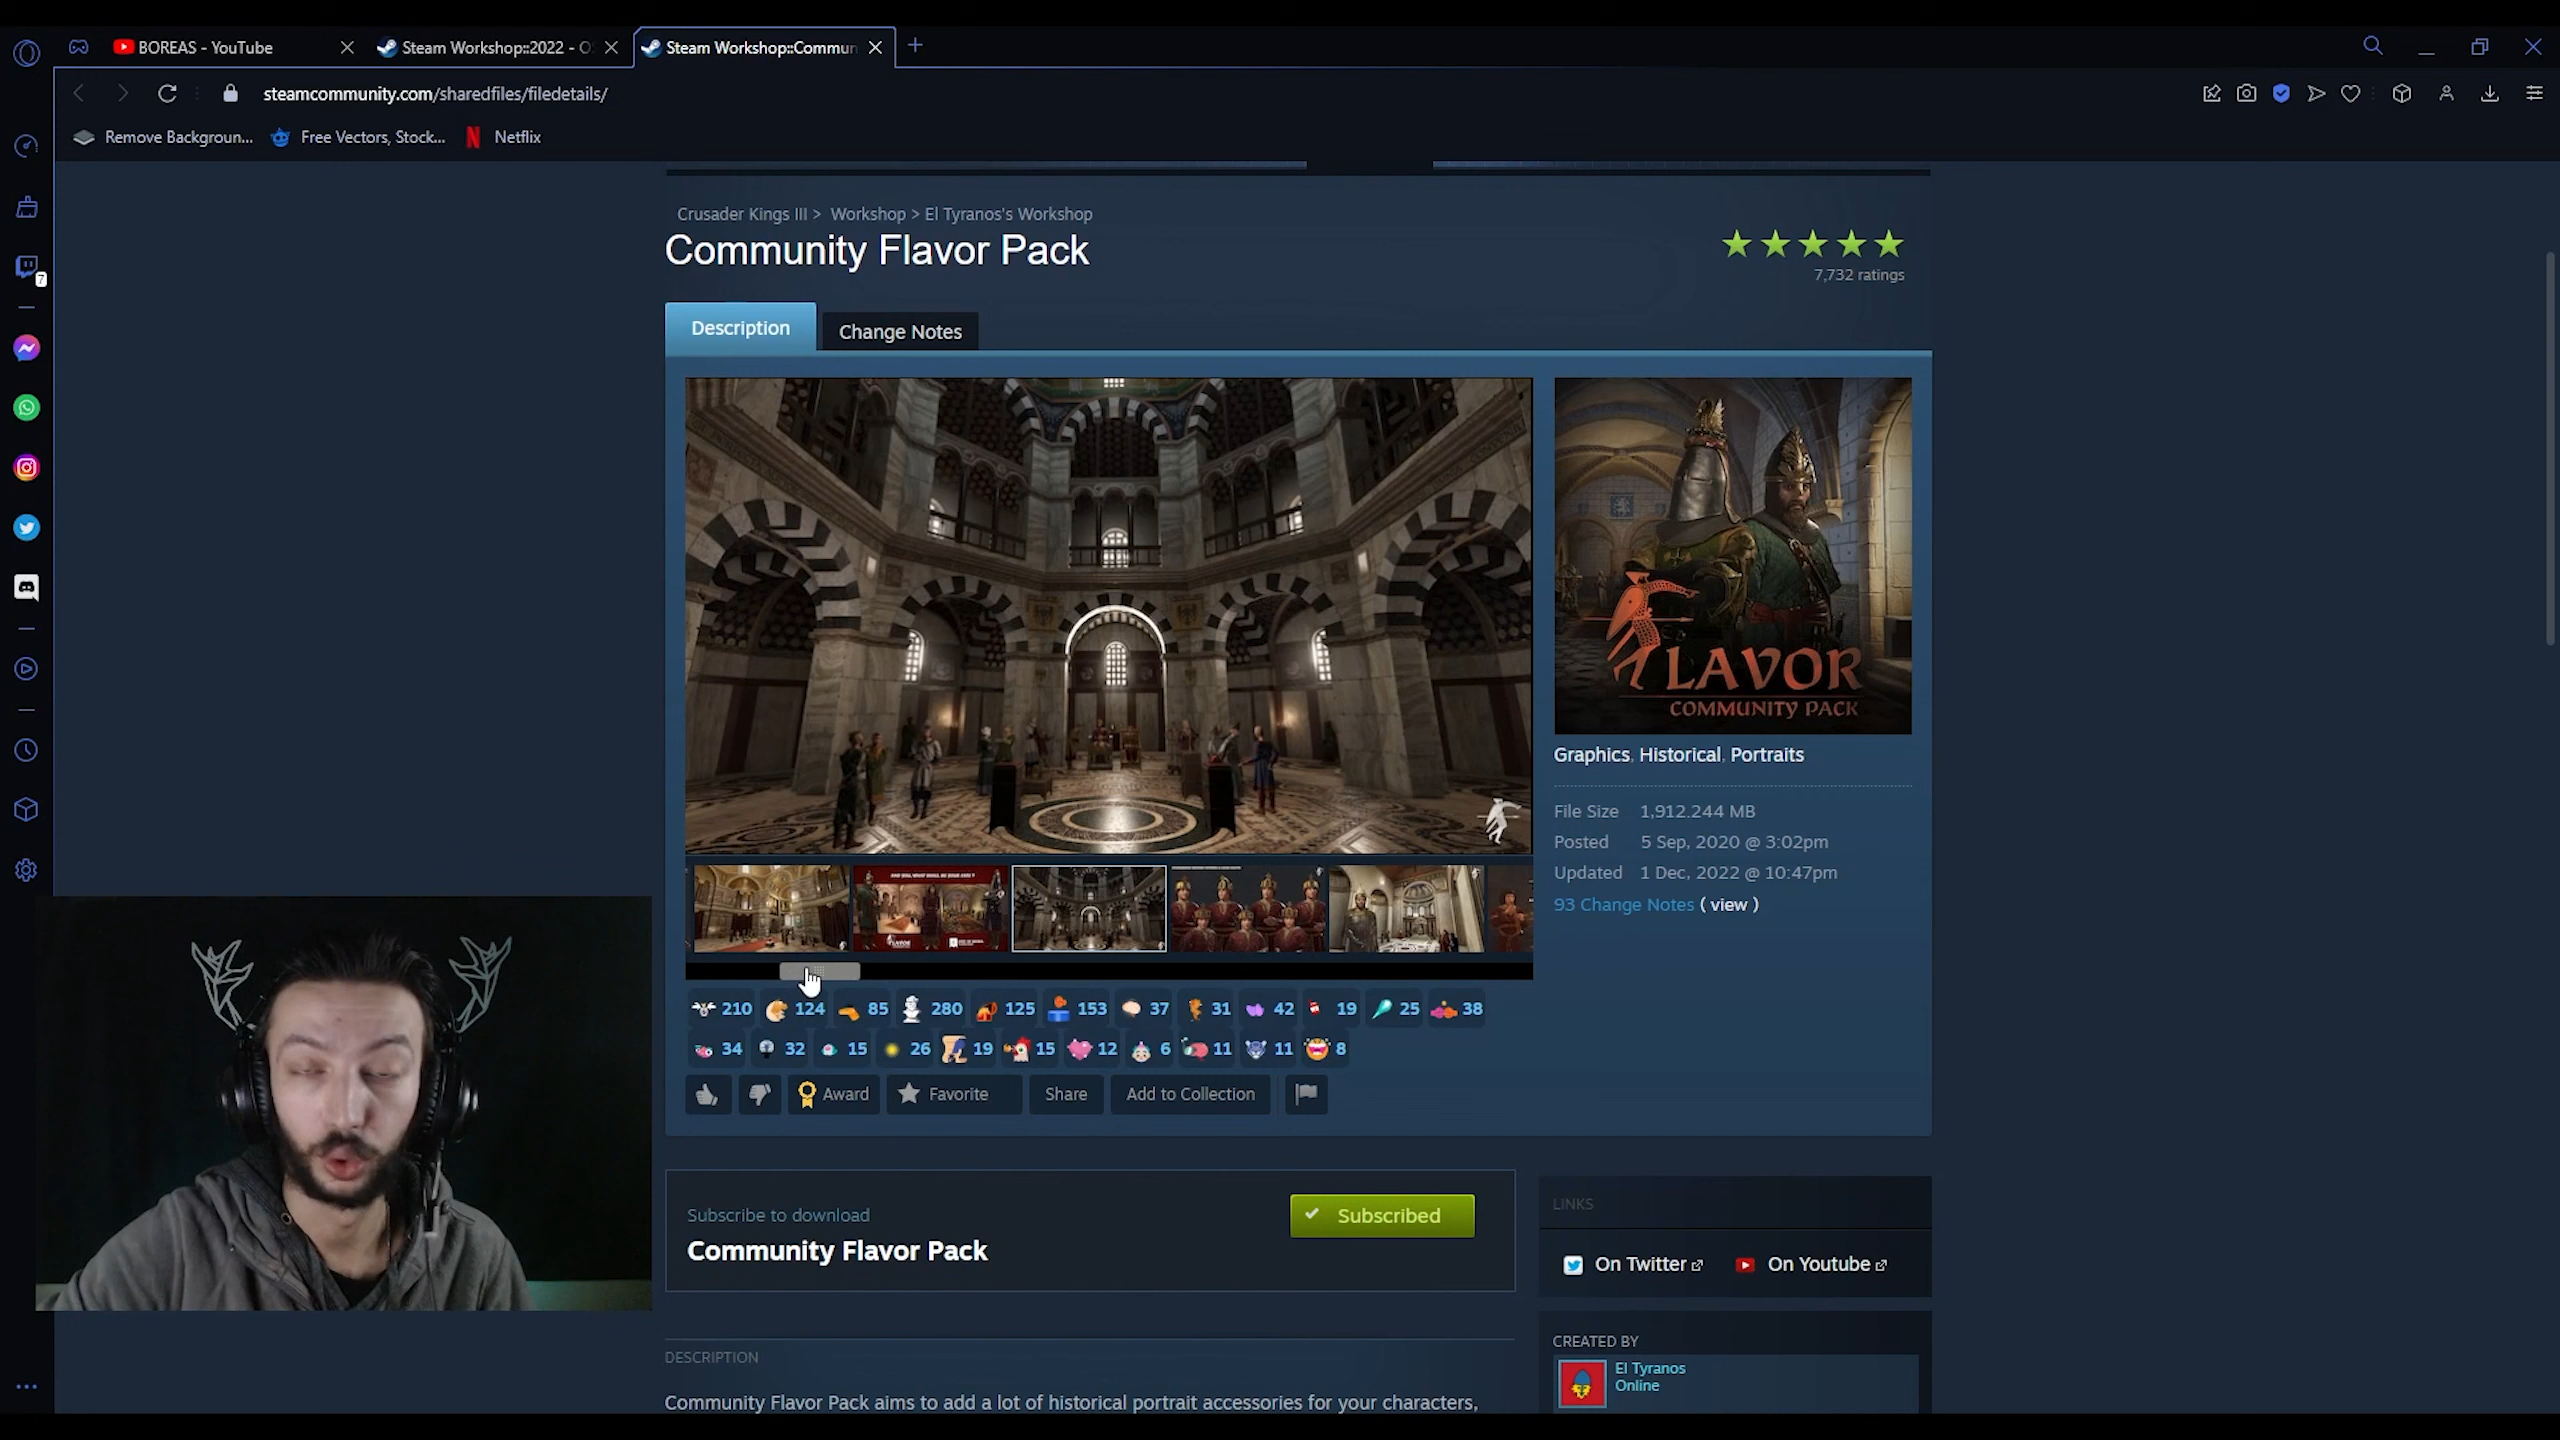 BOREAS - YouTube
Steam Workshop::2022 - O
Steam Workshop::Commun
steamcommunity.com/sharedfiles/filedetails/
Remove Backgroun...
Free Vectors, Stock...
Netflix
7
Crusader Kings III > Workshop > El Tyranos's Workshop
Community Flavor Pack
7,732 ratings
Description
Change Notes
FLAVOR
COMMUNITY PACK
Graphics, Historical, Portraits
File Size 1,912.244 MB
Posted 5 Sep, 2020 @ 3:02pm
Updated 1 Dec, 2022 @ 10:47pm
93 Change Notes ( view )
210 124 85 280 125 153 37 31 42 19 25 38
34 32 15 26 19 15 12 6 11 11 8
Award
Favorite
Share
Add to Collection
Subscribe to download
Community Flavor Pack
Subscribed
LINKS
On Twitter
On Youtube
DESCRIPTION
Community Flavor Pack aims to add a lot of historical portrait accessories for your characters,
CREATED BY
El Tyranos
Online